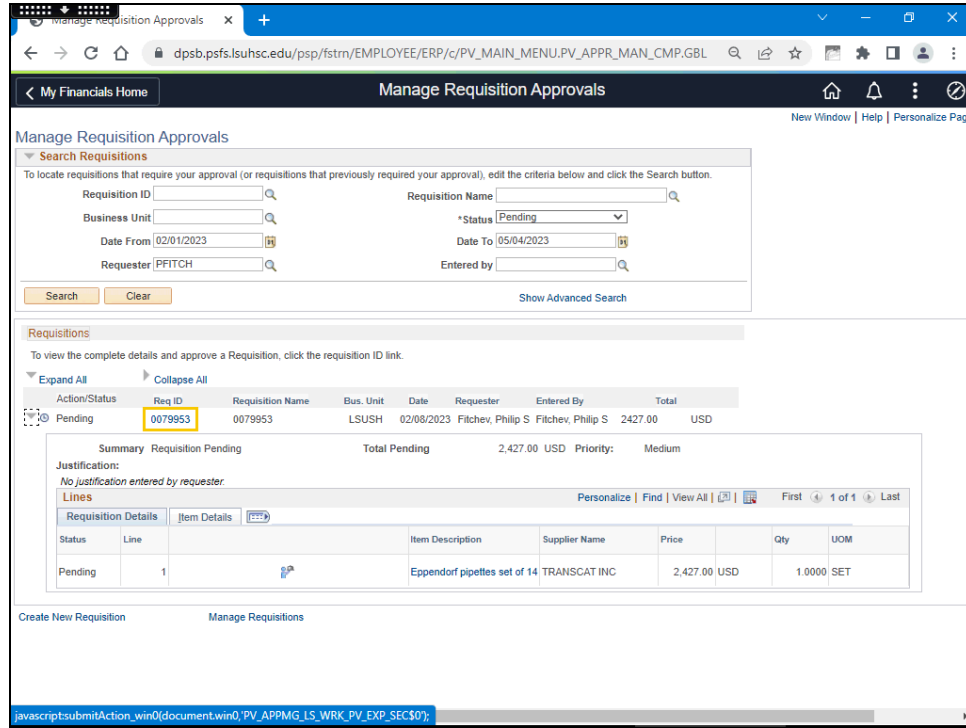 Manage Requisition Approvals
dpsb.psfs.lsuhsc.edu/psp/fstrn/EMPLOYEE/ERP/c/PV_MAIN_MENU.PV_APPR_MAN_CMP.GBL
My Financials Home
Manage Requisition Approvals
New Window | Help | Personalize Pag
Manage Requisition Approvals
Search Requisitions
To locate requisitions that require your approval (or requisitions that previously required your approval), edit the criteria below and click the Search button.
Requisition ID Requisition Name
Business Unit *Status Pending
Date From 02/01/2023 Date To 05/04/2023
Requester PFITCH Entered by
Search Clear Show Advanced Search
Requisitions
To view the complete details and approve a Requisition, click the requisition ID link.
Expand All Collapse All
Action/Status Req ID Requisition Name Bus. Unit Date Requester Entered By Total
Pending 0079953 0079953 LSUSH 02/08/2023 Fitchev, Philip S Fitchev, Philip S 2427.00 USD
Summary Requisition Pending Total Pending 2,427.00 USD Priority: Medium
Justification:
No justification entered by requester.
Lines Personalize | Find | View All | First 1 of 1 Last
Requisition Details Item Details
Status Line Item Description Supplier Name Price Qty UOM
Pending 1 Eppendorf pipettes set of 14 TRANSCAT INC 2,427.00 USD 1.0000 SET
Create New Requisition Manage Requisitions
javascript:submitAction_win0(document.win0,'PV_APPMG_LS_WRK_PV_EXP_SEC$0');